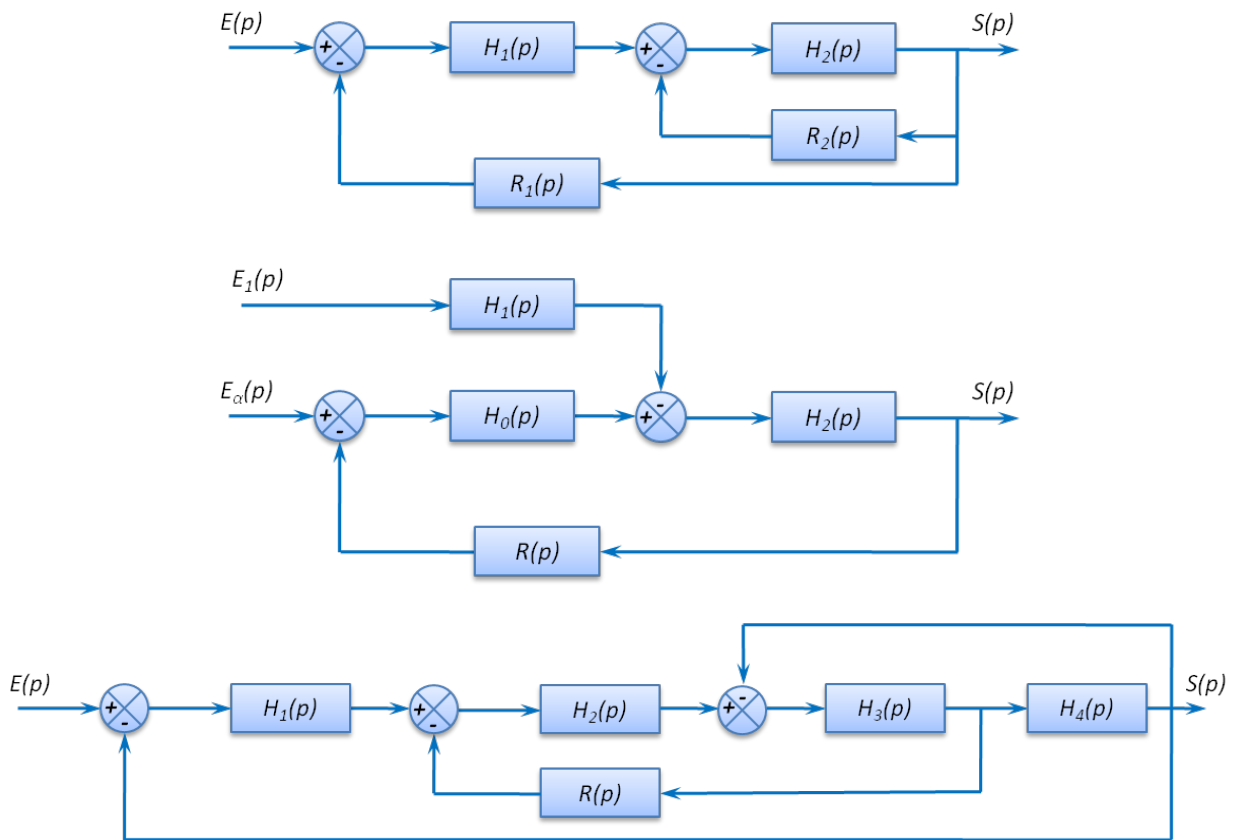 E(p) + - H₁(p) + - H₂(p) S(p)
R₂(p)
R₁(p)
E₁(p) H₁(p)
Eα(p) + - H₀(p) + - H₂(p) S(p)
R(p)
E(p) + - H₁(p) + - H₂(p) + - H₃(p) H₄(p) S(p)
R(p)